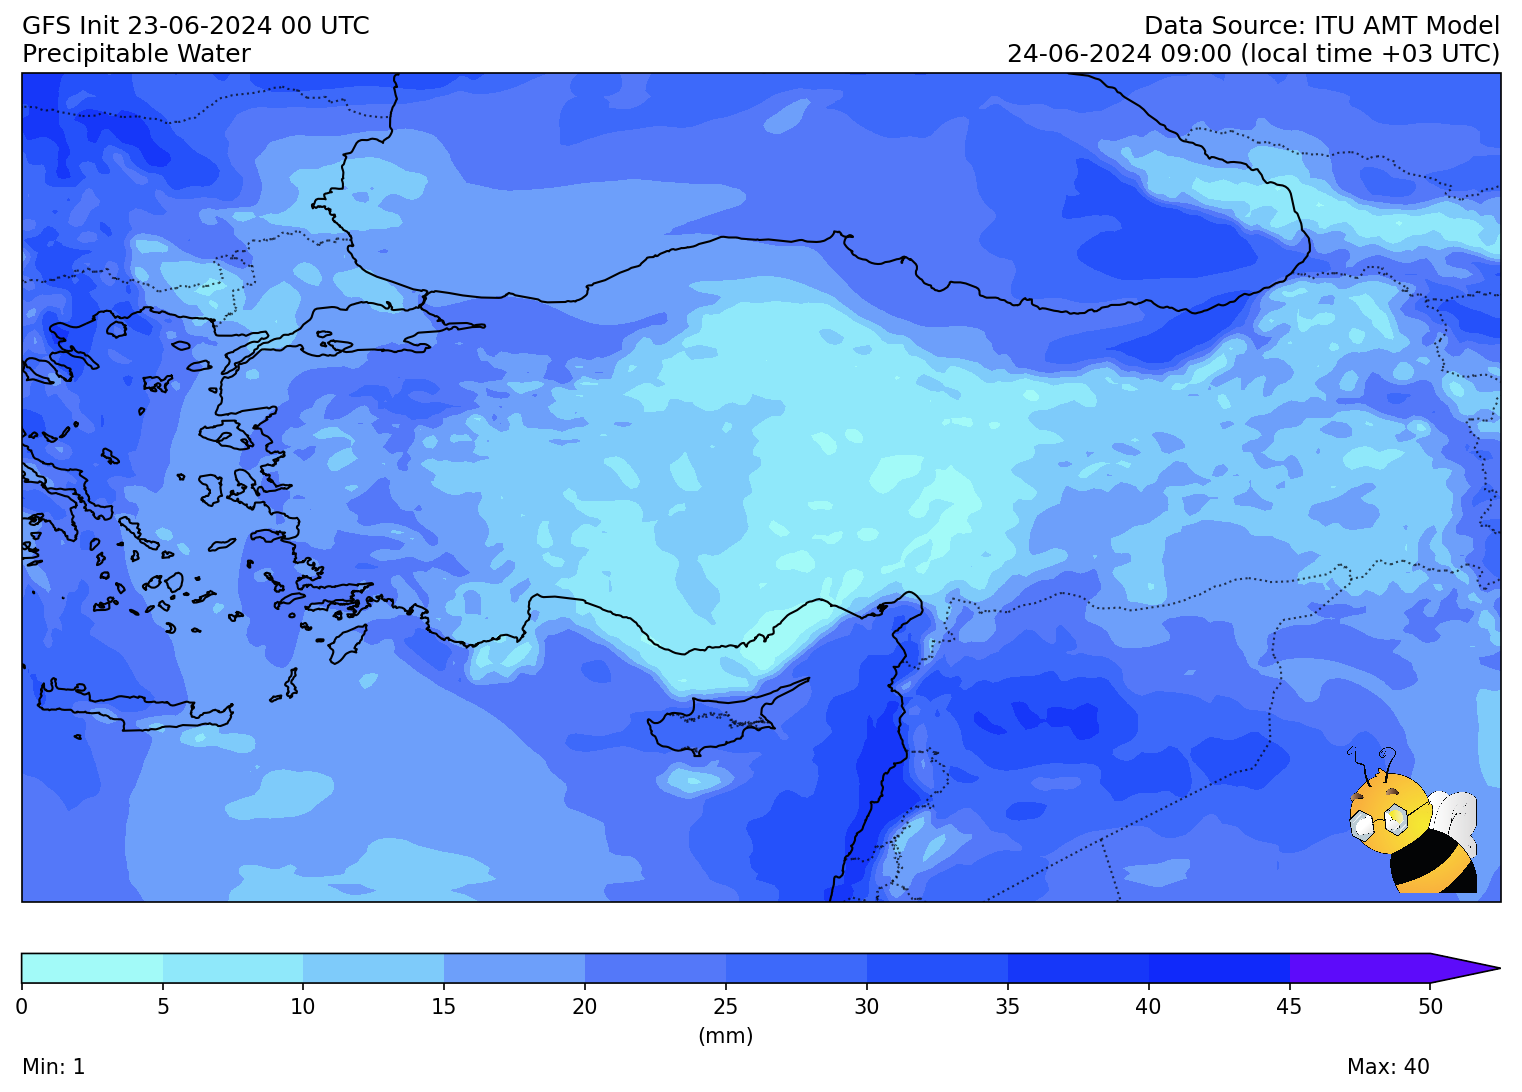 GFS Init 23-06-2024 00 UTC
Data Source: ITU AMT Model
Precipitable Water
24-06-2024 09:00 (local time +03 UTC)
0 5 10 15 20 25 30 35 40 45 50
(mm)
Min: 1
Max: 40